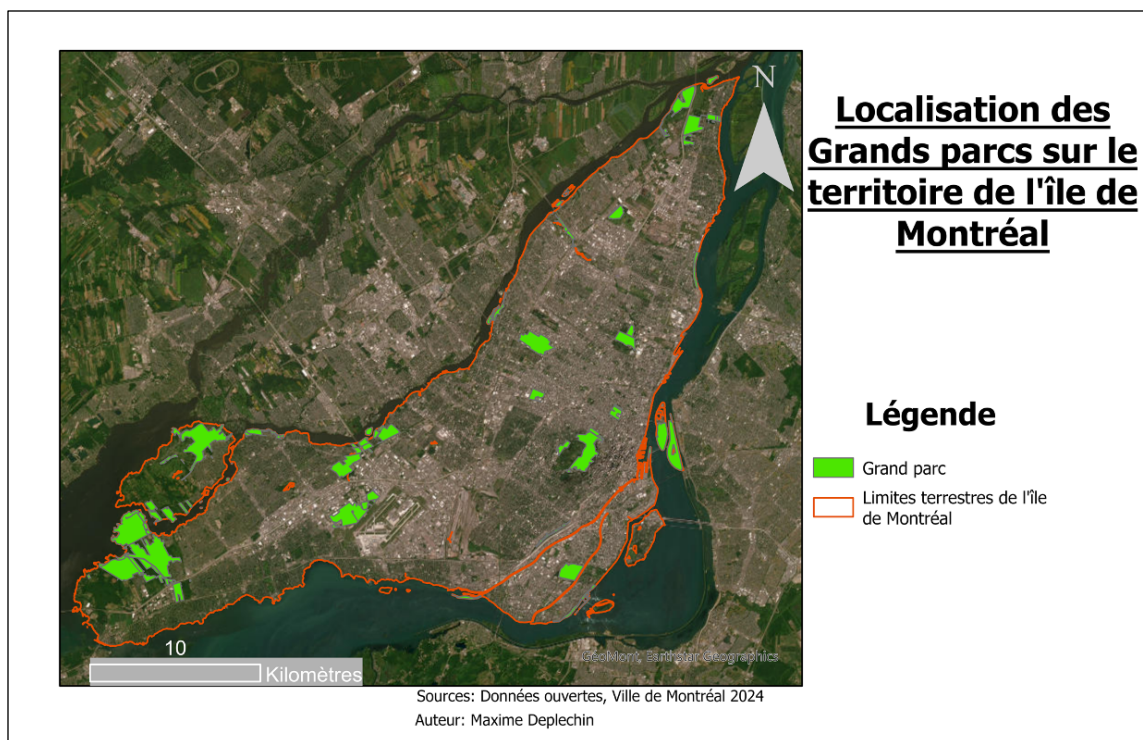 N
Localisation des
Grands parcs sur le
territoire de l'île de
Montréal
Légende
Grand parc
Limites terrestres de l'île
de Montréal
10
Kilomètres
GeoMont, Earthstar Geographics
Sources: Données ouvertes, Ville de Montréal 2024
Auteur: Maxime Deplechin